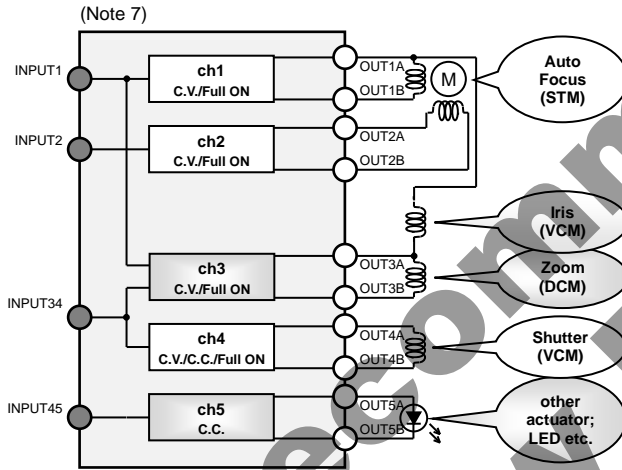 (Note 7)
INPUT1
INPUT2
INPUT34
INPUT45
ch1
C.V./Full ON
ch2
C.V./Full ON
ch3
C.V./Full ON
ch4
C.V./C.C./Full ON
ch5
C.C.
OUT1A
OUT1B
OUT2A
OUT2B
OUT3A
OUT3B
OUT4A
OUT4B
OUT5A
OUT5B
M
Auto
Focus
(STM)
Iris
(VCM)
Zoom
(DCM)
Shutter
(VCM)
other
actuator;
LED etc.